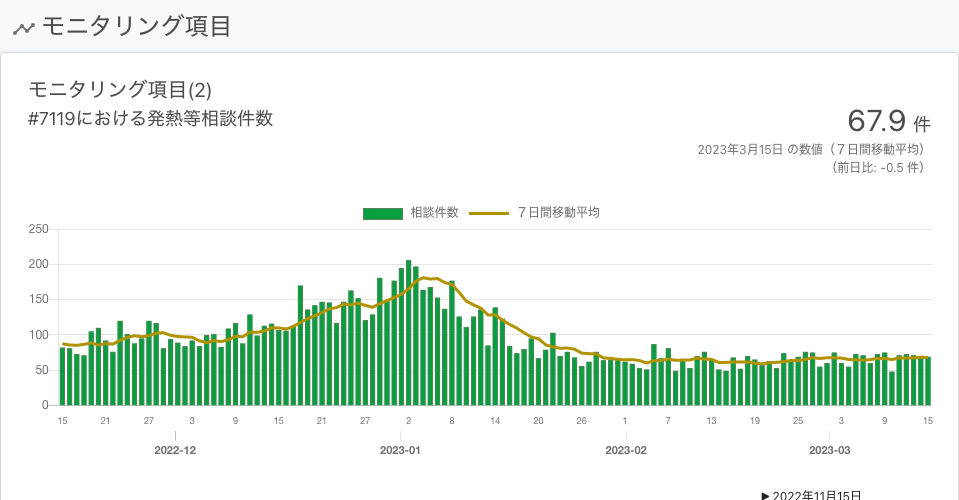 モニタリング項目
モニタリング項目(2)
#7119における発熱等相談件数
67.9 件
2023年3月15日 の数値（７日間移動平均）
（前日比: -0.5 件）
相談件数 ７日間移動平均
250
200
150
100
50
0
15 21 27 3 9 15 21 27 2 8 14 20 26 1 7 13 19 25 3 9 15
2022-12 2023-01 2023-02 2023-03
▶ 2022年11月15日